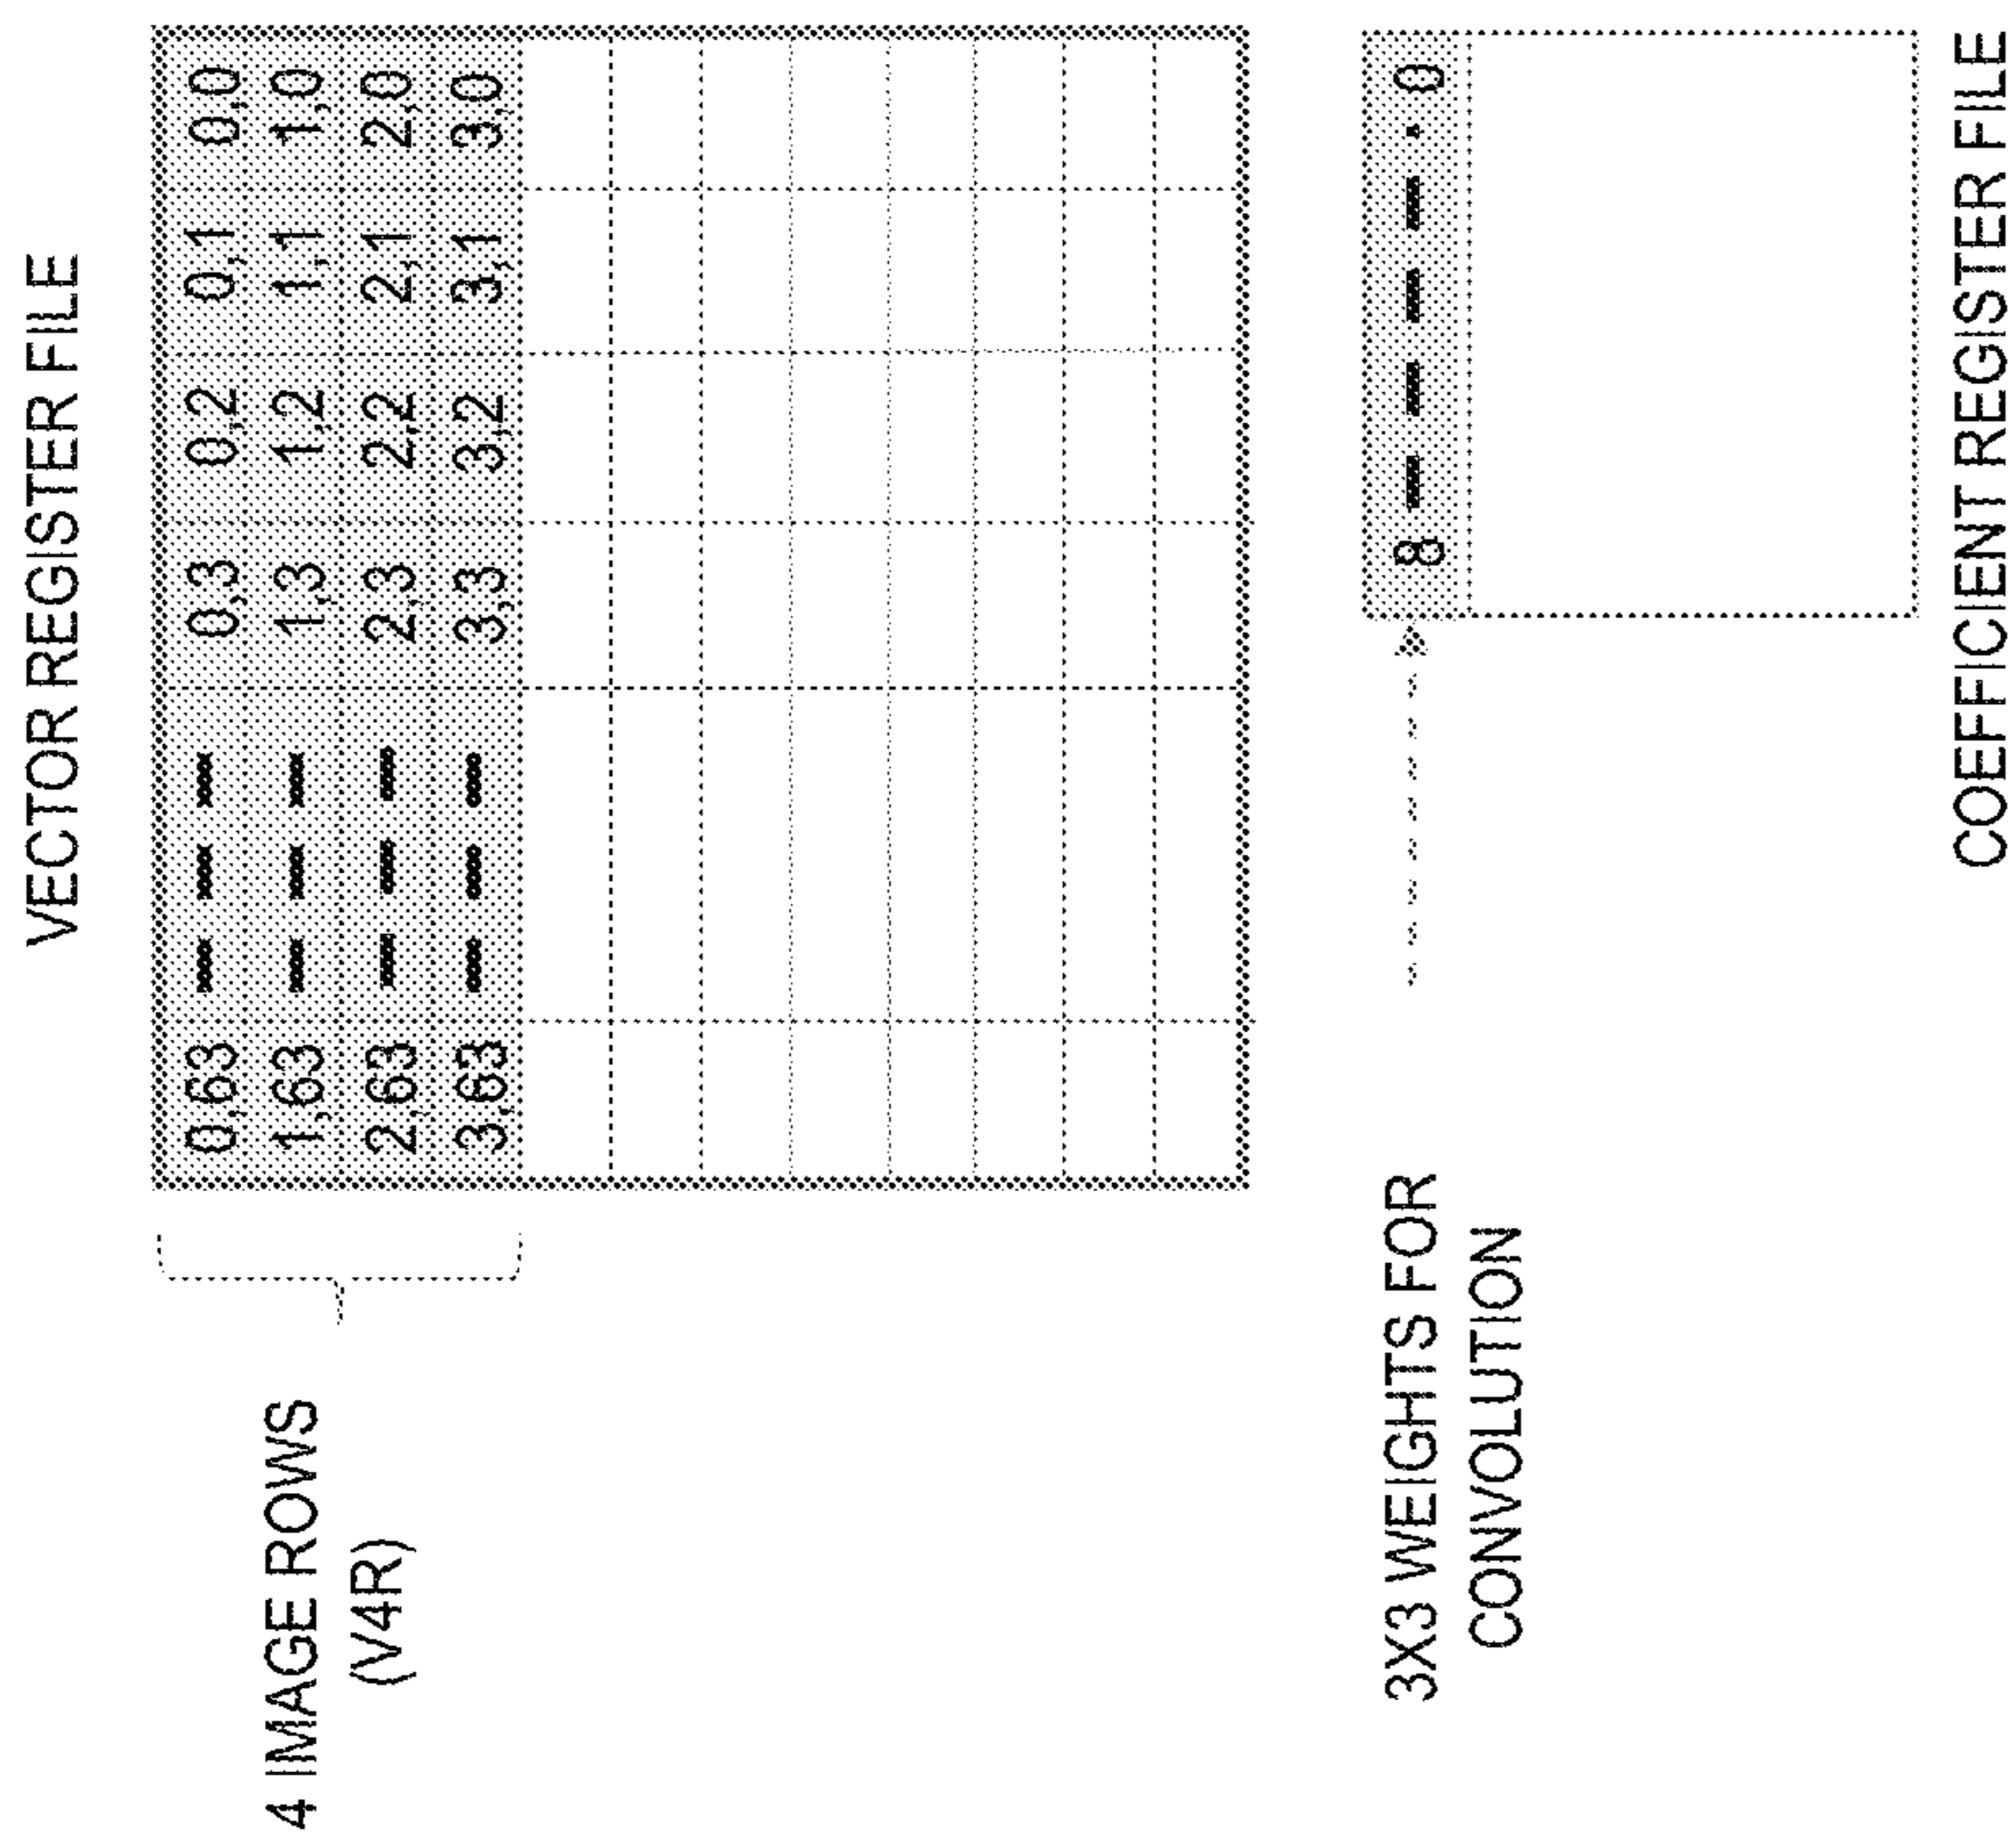 VECTOR REGISTER FILE
4 IMAGE ROWS
(V4R)
0,63 0,3 0,2 0,1 0,0
1,63 1,3 1,2 1,1 1,0
2,63 2,3 2,2 2,1 2,0
3,63 3,3 3,2 3,1 3,0
3X3 WEIGHTS FOR
CONVOLUTION
8 0
COEFFICIENT REGISTER FILE